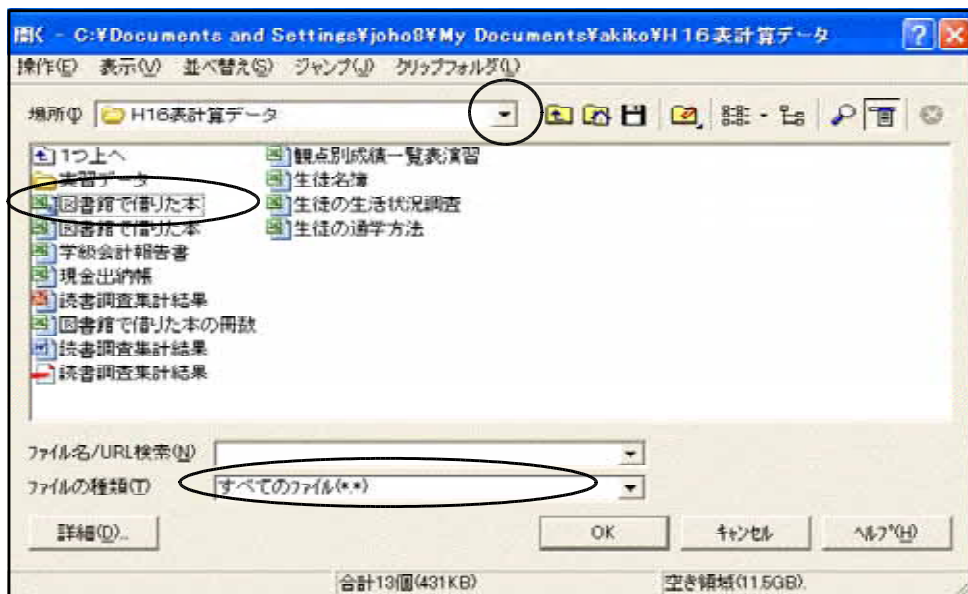 開く - C:¥Documents and Settings¥joho8¥My Documents¥akiko¥H16表計算データ
操作(E) 表示(V) 並べ替え(S) ジャンプ(J) クリップフォルダ(L)
場所(I) H16表計算データ
1つ上へ
実習データ
図書館で借りた本
図書館で借りた本
学級会計報告書
現金出納帳
読書調査集計結果
図書館で借りた本の冊数
読書調査集計結果
読書調査集計結果
観点別成績一覧表演習
生徒名簿
生徒の生活状況調査
生徒の通学方法
ファイル名/URL検索(N)
ファイルの種類(T) すべてのファイル(*.*)
詳細(D)... OK キャンセル ヘルプ(H)
合計13個(431KB) 空き領域(11.5GB)